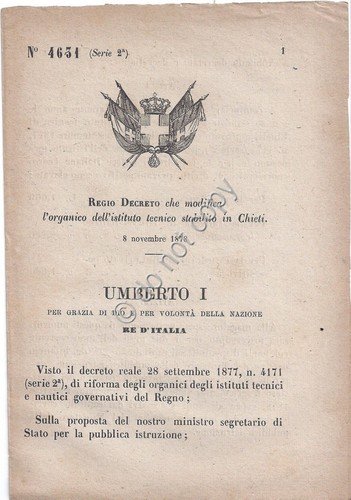 N° 4631 (Serie 2ª) 1
REGIO DECRETO che modifica
l'organico dell'istituto tecnico stabilito in Chieti.
8 novembre 1878
UMBERTO I
PER GRAZIA DI DIO E PER VOLONTÀ DELLA NAZIONE
RE D'ITALIA
Visto il decreto reale 28 settembre 1877, n. 4171
(serie 2ª), di riforma degli organici degli istituti tecnici
e nautici governativi del Regno;
Sulla proposta del nostro ministro segretario di
Stato per la pubblica istruzione;
do not copy